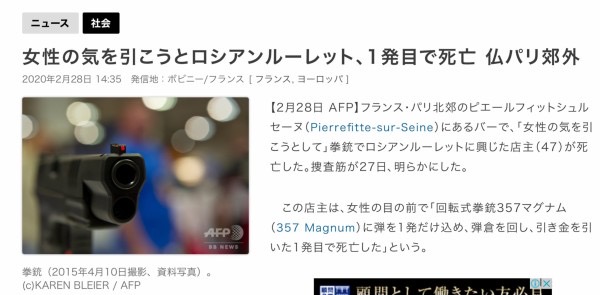 ニュース 社会
女性の気を引こうとロシアンルーレット、1発目で死亡 仏パリ郊外
2020年2月28日 14:35 発信地：ボビニー/フランス [ フランス, ヨーロッパ ]
AFP
BB NEWS
拳銃（2015年4月10日撮影、資料写真）。
(c)KAREN BLEIER / AFP
【2月28日 AFP】フランス・パリ北郊のピエールフィットシュル
セーヌ（Pierrefitte-sur-Seine）にあるバーで、「女性の気を引
こうとして」拳銃でロシアンルーレットに興じた店主（47）が死
亡した。捜査筋が27日、明らかにした。
この店主は、女性の目の前で「回転式拳銃357マグナム
（357 Magnum）に弾を1発だけ込め、弾倉を回し、引き金を引
いた1発目で死亡した」という。
顧問として働きたい方必見